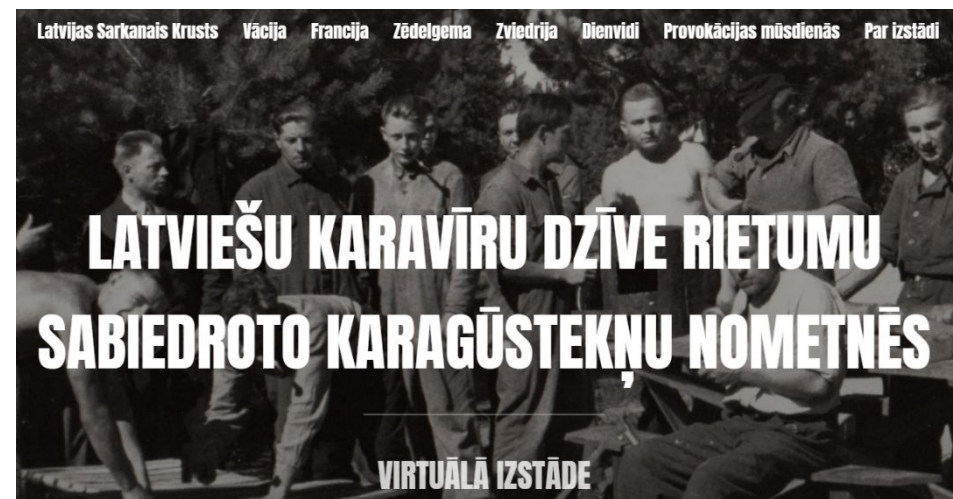 Latvijas Sarkanais Krusts Vācija Francija Zēdelgema Zviedrija Dienvidi Provokācijas mūsdienās Par izstādi
LATVIEŠU KARAVĪRU DZĪVE RIETUMU
SABIEDROTO KARAGŪSTEKŅU NOMETNĒS
VIRTUĀLĀ IZSTĀDE